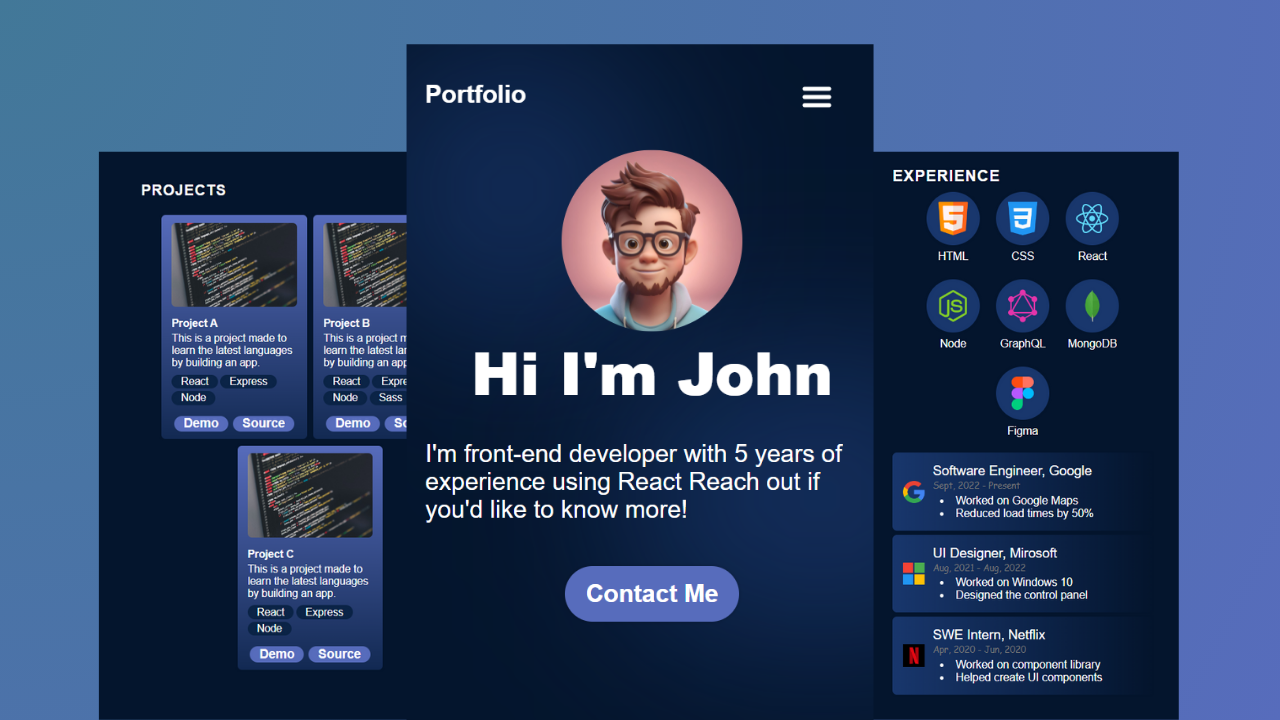 Portfolio
Hi I'm John
I'm front-end developer with 5 years of
experience using React Reach out if
you'd like to know more!
Contact Me
PROJECTS
Project A
This is a project made to
learn the latest languages
by building an app.
React Express
Node
Demo Source
Project B
This is a project m
learn the latest lan
by building an app.
React Expre
Node Sass
Demo So
Project C
This is a project made to
learn the latest languages
by building an app.
React Express
Node
Demo Source
EXPERIENCE
HTML CSS React
JS
Node GraphQL MongoDB
Figma
Software Engineer, Google
Sept, 2022 - Present
Worked on Google Maps
Reduced load times by 50%
UI Designer, Mirosoft
Aug, 2021 - Aug, 2022
Worked on Windows 10
Designed the control panel
SWE Intern, Netflix
Apr, 2020 - Jun, 2020
Worked on component library
Helped create UI components